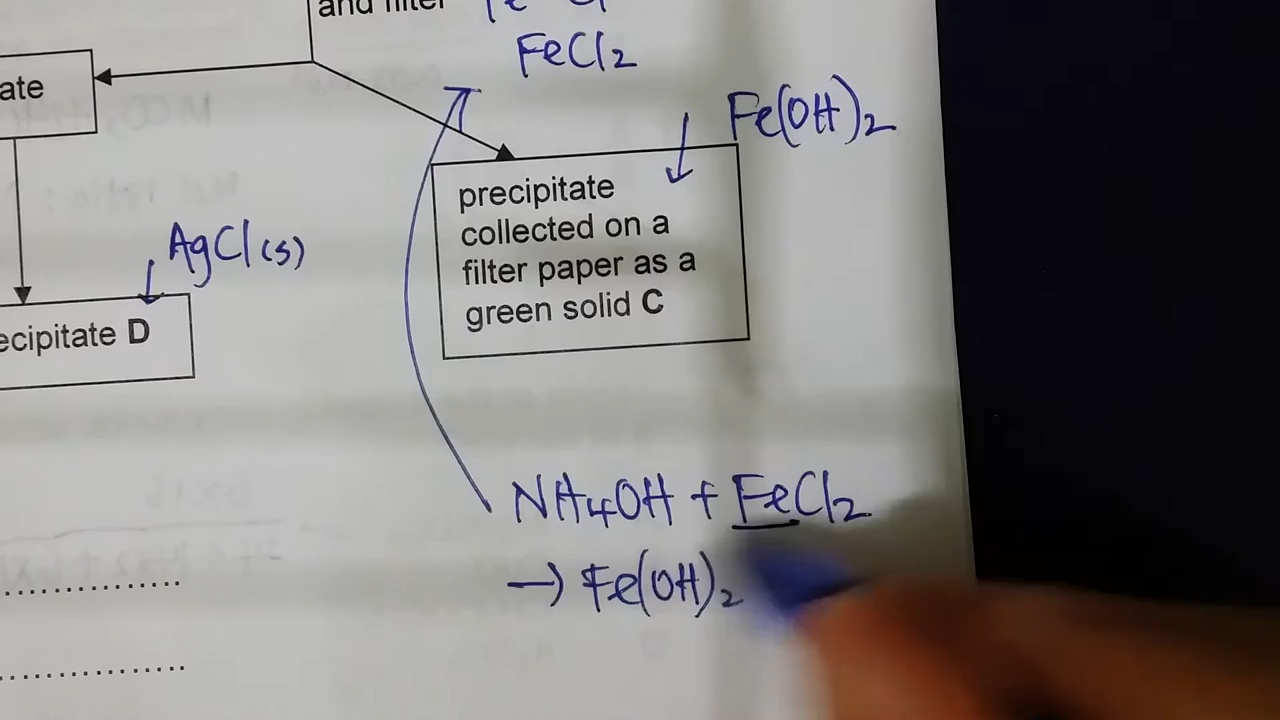 and filter
FeCl2
ate
Fe(OH)2
precipitate
collected on a
filter paper as a
green solid C
AgCl(s)
ecipitate D
NH4OH + FeCl2
→ Fe(OH)2
....................
....................